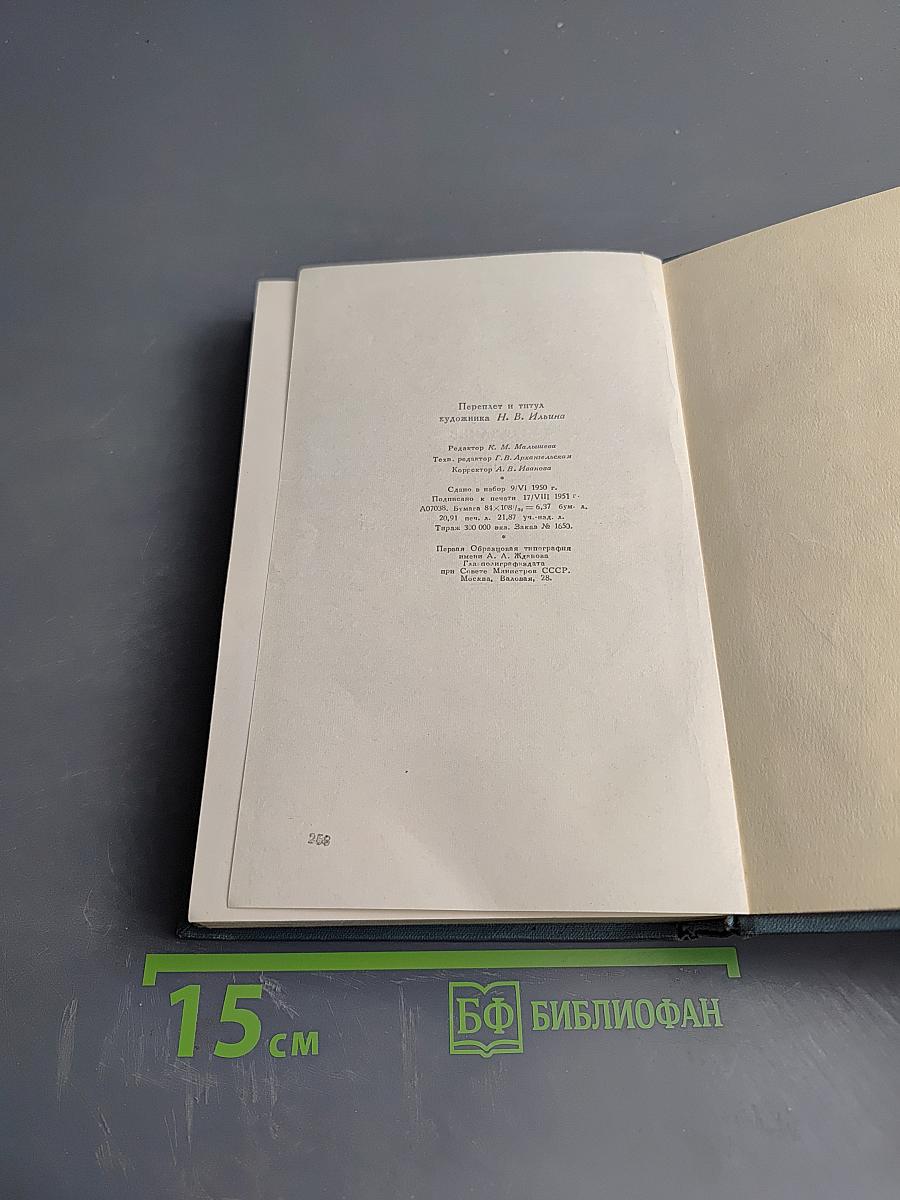 Переплет и титул
художника Н. В. Ильина
Редактор К. М. Малышева
Техн. редактор Г. В. Архангельская
Корректор А. В. Иванова
*
Сдано в набор 9/VI 1950 г.
Подписано к печати 17/VIII 1951 г.
А07038. Бумага 84×108¹/₃₂ = 6,37 бум. л.
20,91 печ. л. 21,87 уч.-изд. л.
Тираж 300 000 экз. Заказ № 1650.
*
Первая Образцовая типография
имени А. А. Жданова
Главполиграфиздата
при Совете Министров СССР.
Москва, Валовая, 28.
258
15 см
БФ БИБЛИОФАН